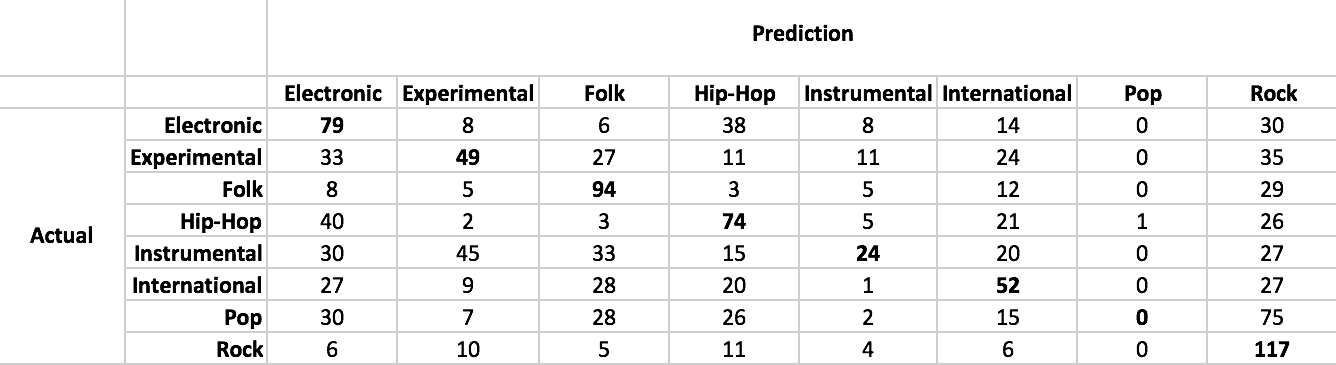 Prediction
Electronic Experimental Folk Hip-Hop Instrumental International Pop Rock
Electronic 79 8 6 38 8 14 0 30
Experimental 33 49 27 11 11 24 0 35
Folk 8 5 94 3 5 12 0 29
Actual Hip-Hop 40 2 3 74 5 21 1 26
Instrumental 30 45 33 15 24 20 0 27
International 27 9 28 20 1 52 0 27
Pop 30 7 28 26 2 15 0 75
Rock 6 10 5 11 4 6 0 117